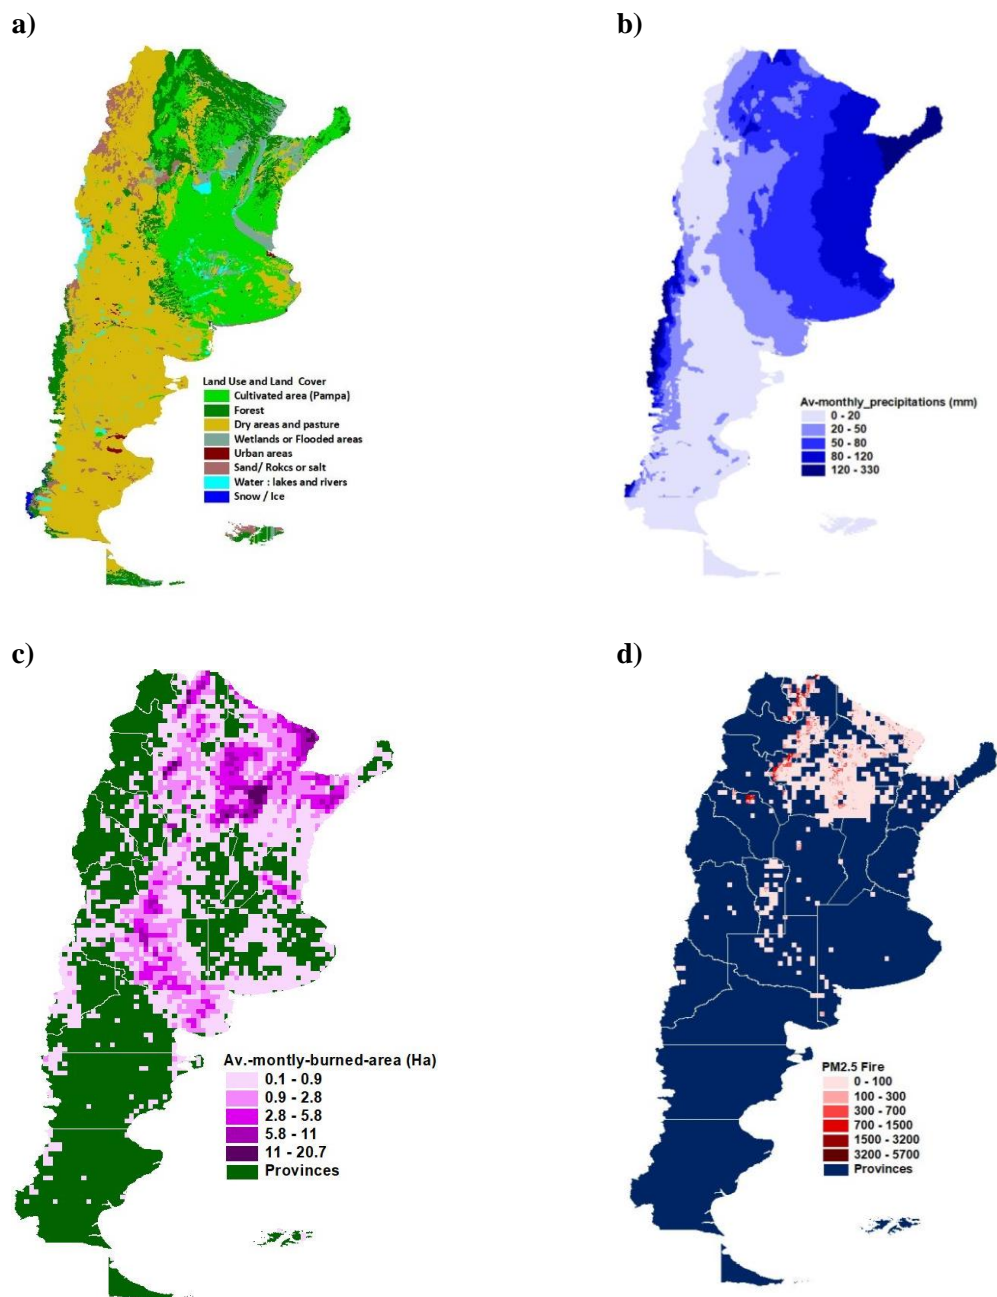 a)
b)
Land Use and Land Cover
Cultivated area (Pampa)
Forest
Dry areas and pasture
Wetlands or Flooded areas
Urban areas
Sand/ Rokcs or salt
Water : lakes and rivers
Snow / Ice
Av-monthly_precipitations (mm)
0 - 20
20 - 50
50 - 80
80 - 120
120 - 330
c)
d)
Av.-montly-burned-area (Ha)
0.1 - 0.9
0.9 - 2.8
2.8 - 5.8
5.8 - 11
11 - 20.7
Provinces
PM2.5 Fire
0 - 100
100 - 300
300 - 700
700 - 1500
1500 - 3200
3200 - 5700
Provinces